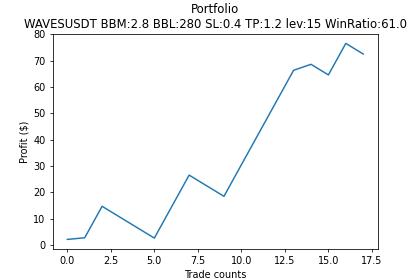 Portfolio
WAVESUSDT BBM:2.8 BBL:280 SL:0.4 TP:1.2 lev:15 WinRatio:61.0
80
70
60
50
40
30
20
10
0
Profit ($)
0.0 2.5 5.0 7.5 10.0 12.5 15.0 17.5
Trade counts